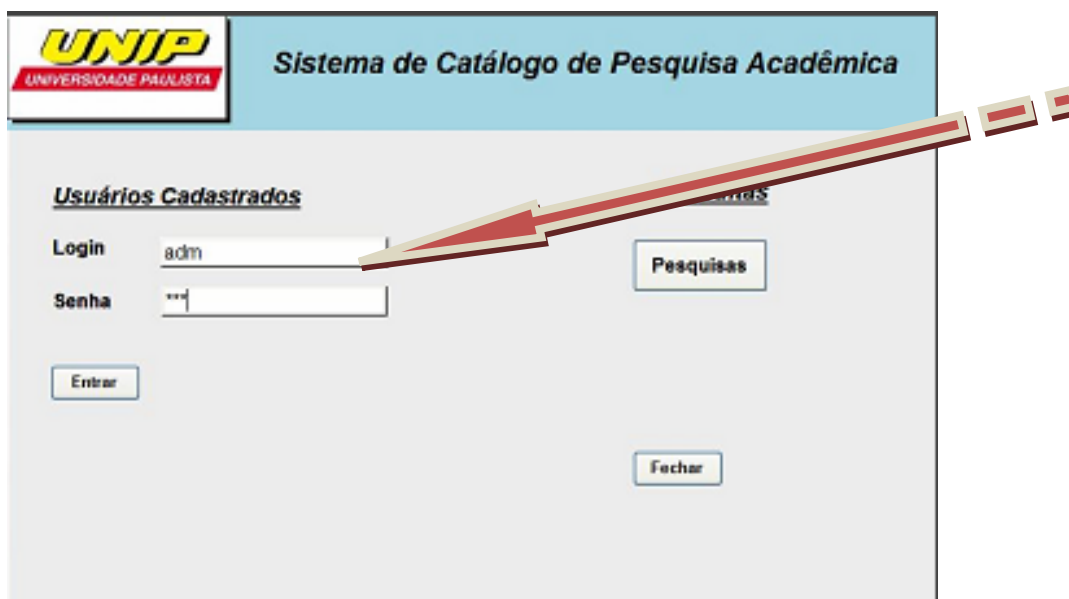 UNIP
UNIVERSIDADE PAULISTA
Sistema de Catálogo de Pesquisa Acadêmica
Usuários Cadastrados
Login
adm
Senha
***
Entrar
Pesquisas
Fechar